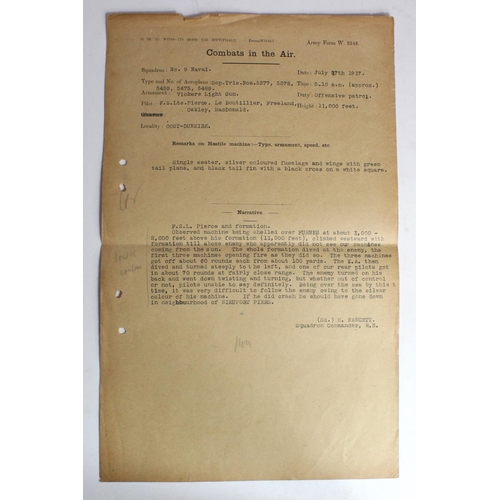 Army Form W. 3348.
Combats in the Air.
Squadron: No. 9 Naval. Date: July 17th 1917.
Type and No. of Aeroplane: Sop.Trip.Nos.5377, 5376, Time: 8.10 a.m. (approx.)
5459, 5475, 5489. Duty: Offensive patrol.
Armament: Vickers Light Gun.
Pilot: F.S.Lts.Pierce, Le Boutillier, Freeland, Height: 11,000 feet.
Oakley, MacDonald.
Locality: OOST-DUNKIRK.
Remarks on Hostile machine:—Type, armament, speed, etc.
Single seater, silver coloured fuselage and wings with green
tail plane, and black tail fin with a black cross on a white square.
Narrative
F.S.L. Pierce and formation.
Observed machine being shelled over FURNES at about 1,000 -
2,000 feet above his formation (11,000 feet), climbed westward with
formation till above enemy who apparently did not see our machines
coming from the sun. The whole formation dived at the enemy, the
first three machines opening fire as they did so. The three machines
got off about 60 rounds each from about 100 yards. The E.A. then
dived and turned steeply to the left, and one of our rear pilots got
in about 70 rounds at fairly close range. The enemy turned on his
back and went down twisting and turning, but whether out of control
or not, pilots unable to say definitely. Being over the sea by this t
time, it was very difficult to follow the enemy owing to the silver
colour of his machine. If he did crash he should have gone down
in neighbourhood of NIEUPORT PIERS.
(Sd.) H. FAWCETT.
Squadron Commander, R.N.